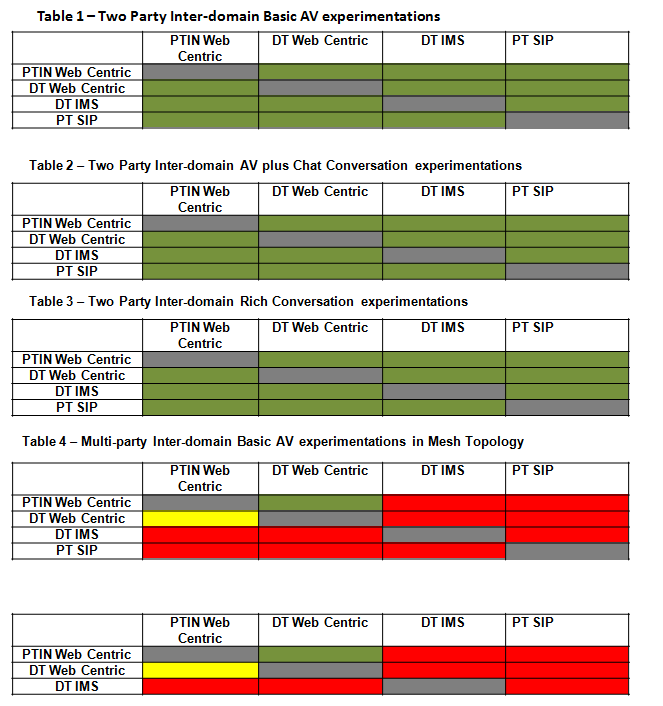 Table 1 – Two Party Inter-domain Basic AV experimentations
PTIN Web Centric DT Web Centric DT IMS PT SIP
PTIN Web Centric
DT Web Centric
DT IMS
PT SIP
Table 2 – Two Party Inter-domain AV plus Chat Conversation experimentations
PTIN Web Centric DT Web Centric DT IMS PT SIP
PTIN Web Centric
DT Web Centric
DT IMS
PT SIP
Table 3 – Two Party Inter-domain Rich Conversation experimentations
PTIN Web Centric DT Web Centric DT IMS PT SIP
PTIN Web Centric
DT Web Centric
DT IMS
PT SIP
Table 4 – Multi-party Inter-domain Basic AV experimentations in Mesh Topology
PTIN Web Centric DT Web Centric DT IMS PT SIP
PTIN Web Centric
DT Web Centric
DT IMS
PT SIP
PTIN Web Centric DT Web Centric DT IMS PT SIP
PTIN Web Centric
DT Web Centric
DT IMS